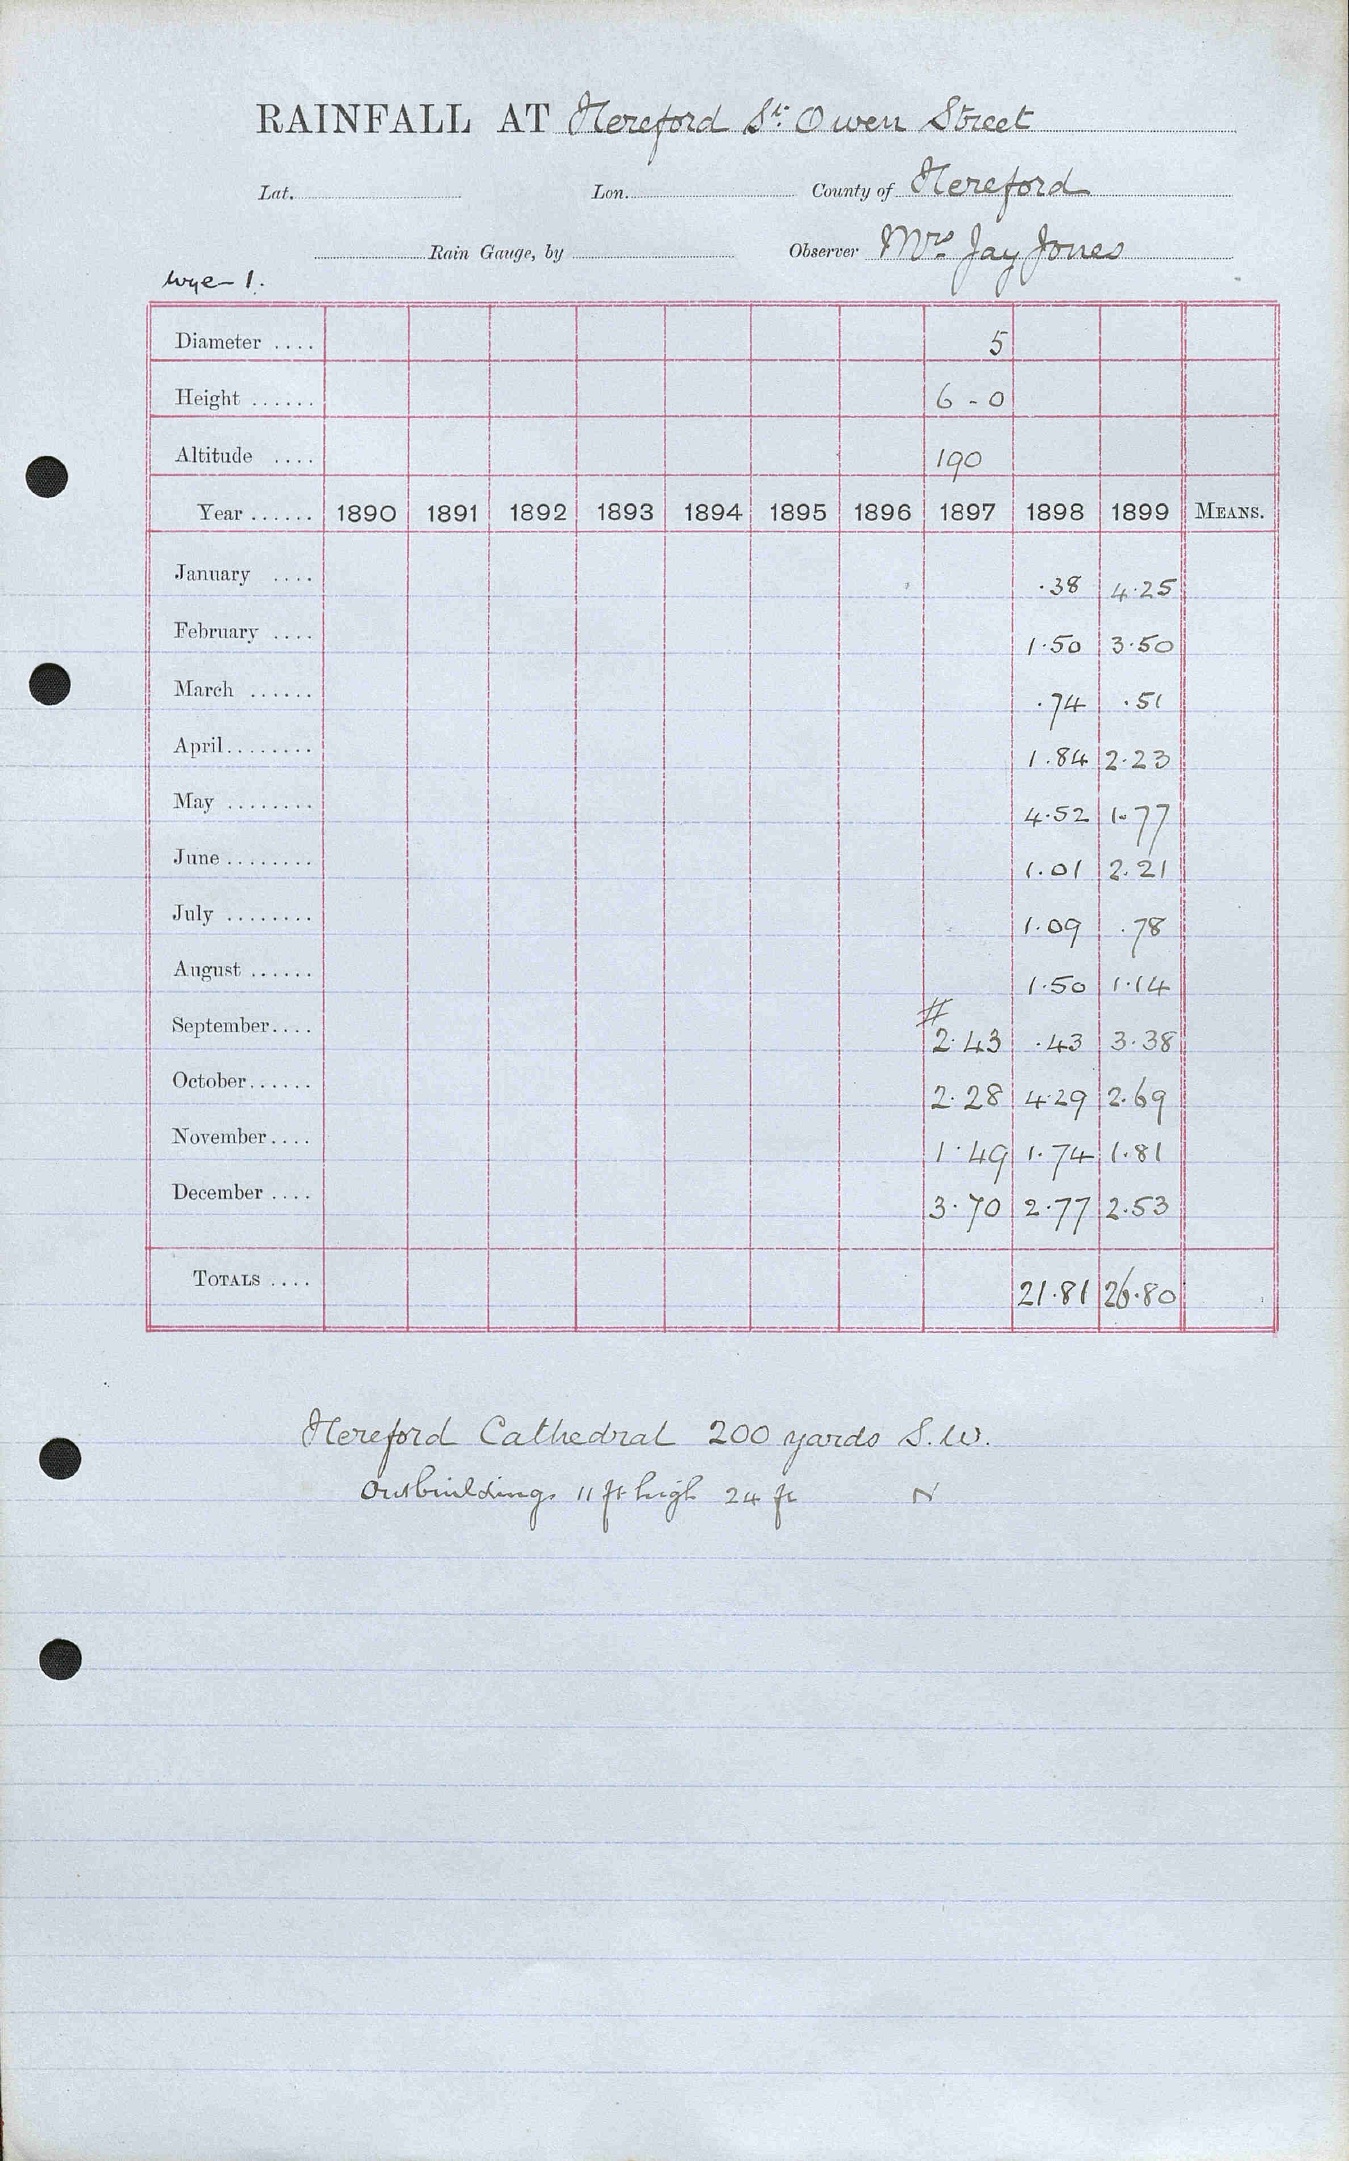 RAINFALL AT Hereford St. Owen Street
Lat. Lon. County of Hereford
Rain Gauge, by Observer Mrs. Jay Jones
Wye 1.
Diameter .... 5
Height ...... 6 - 0
Altitude .... 190
Year ...... 1890 1891 1892 1893 1894 1895 1896 1897 1898 1899 MEANS.
January .... .38 4.25
February .... 1.50 3.50
March ...... .74 .51
April ........ 1.84 2.23
May ........ 4.52 1.77
June ........ 1.01 2.21
July ........ 1.09 .78
August ...... 1.50 1.14
#
September .... 2.43 .43 3.38
October ...... 2.28 4.29 2.69
November .... 1.49 1.74 1.81
December .... 3.70 2.77 2.53
TOTALS .... 21.81 26.80
Hereford Cathedral 200 yards S.W.
Outbuildings 11 ft high 24 ft N